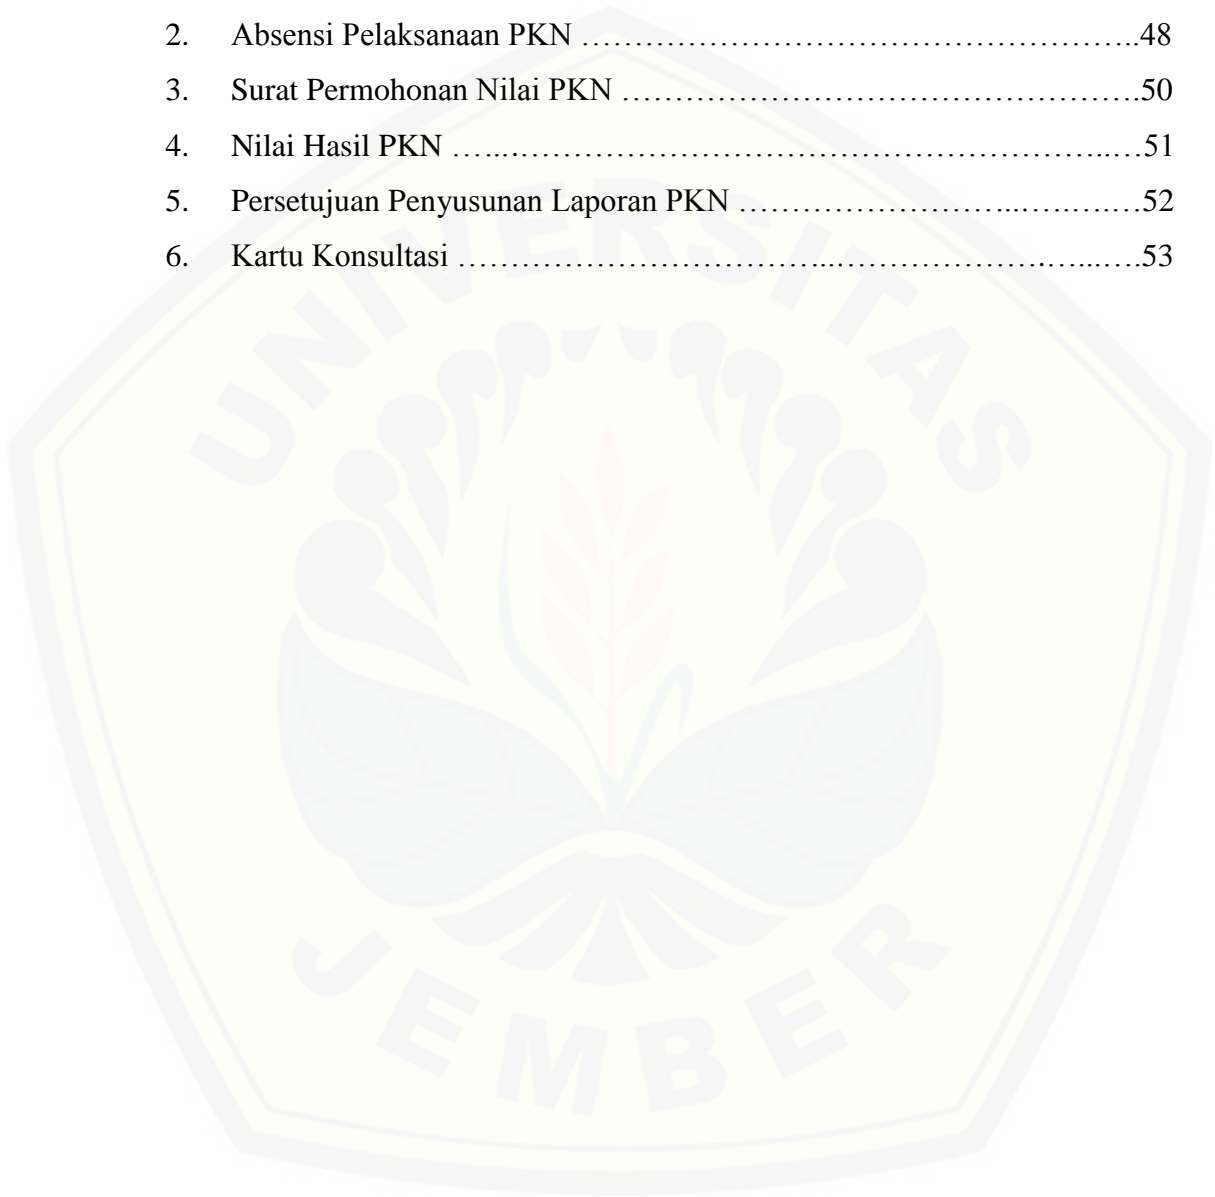 2. Absensi Pelaksanaan PKN ……………………………………………..48
3. Surat Permohonan Nilai PKN ………………………………………….50
4. Nilai Hasil PKN …...………………………………………………..…51
5. Persetujuan Penyusunan Laporan PKN ……………………...…..……52
6. Kartu Konsultasi ……………………………..………………..…...….53
UNIVERSITAS
JEMBER